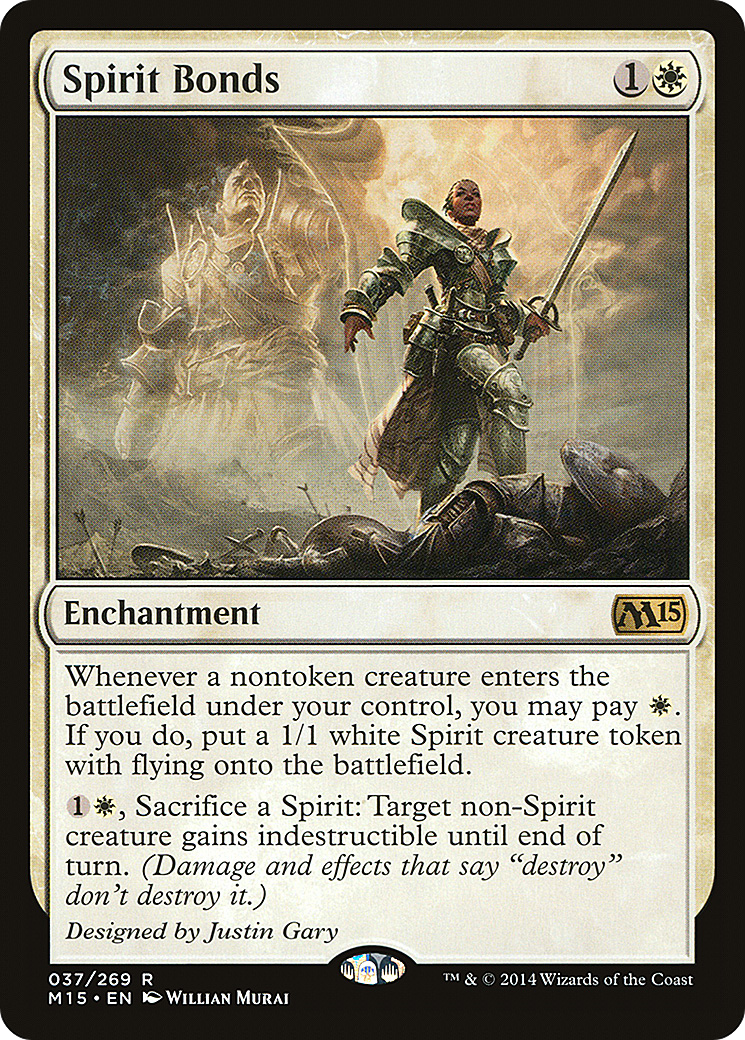 Spirit Bonds 1
Enchantment M15
Whenever a nontoken creature enters the
battlefield under your control, you may pay .
If you do, put a 1/1 white Spirit creature token
with flying onto the battlefield.
1 , Sacrifice a Spirit: Target non-Spirit
creature gains indestructible until end of
turn. (Damage and effects that say “destroy”
don’t destroy it.)
Designed by Justin Gary
037/269 R
M15 • EN Willian Murai
™ & © 2014 Wizards of the Coast